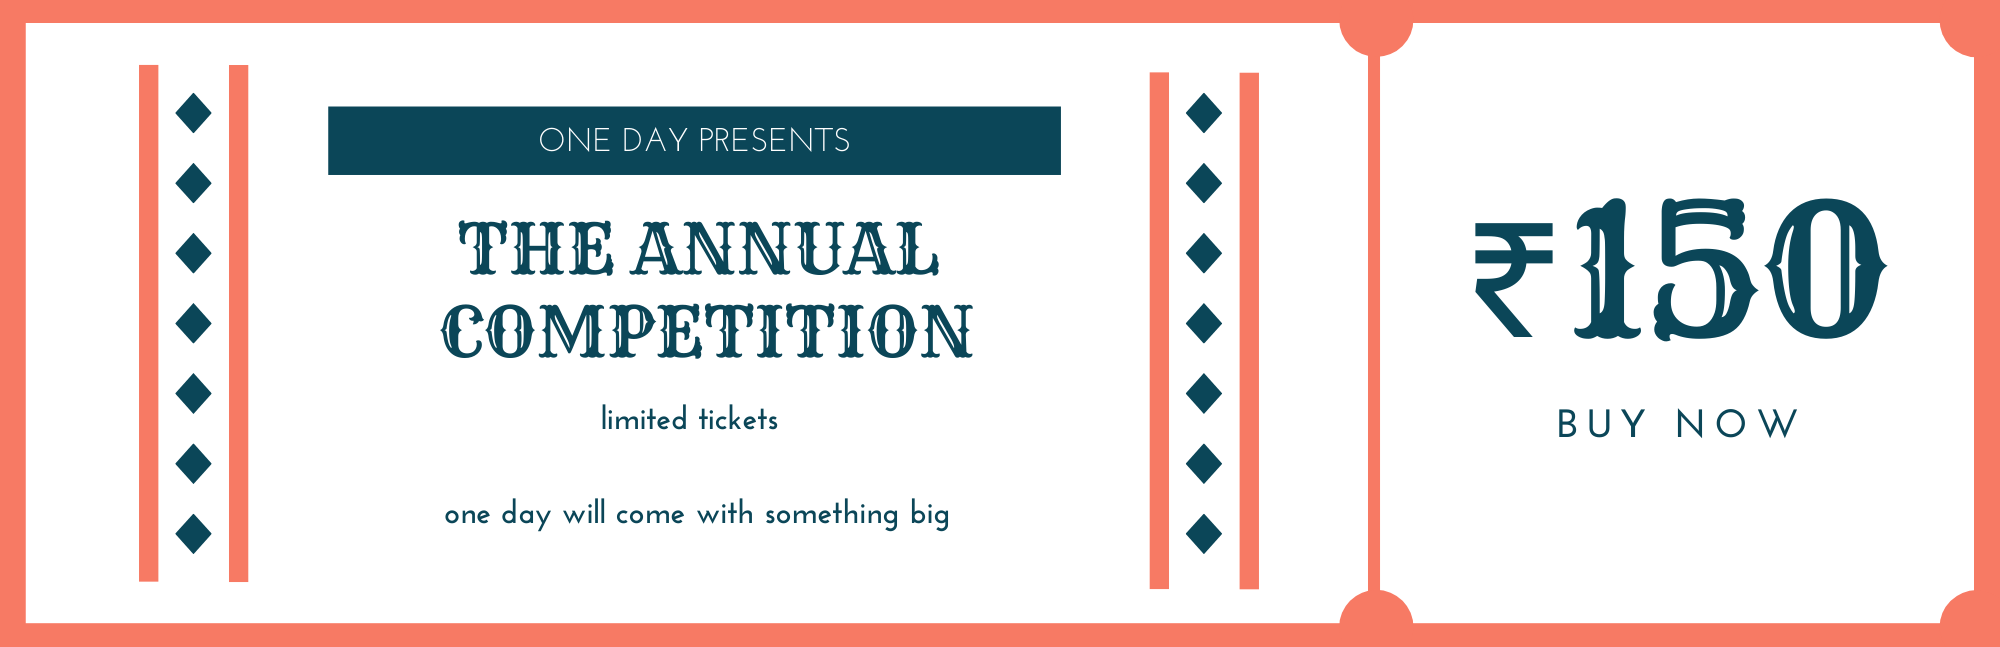 ONE DAY PRESENTS
THE ANNUAL
COMPETITION
limited tickets
one day will come with something big
₹150
BUY NOW